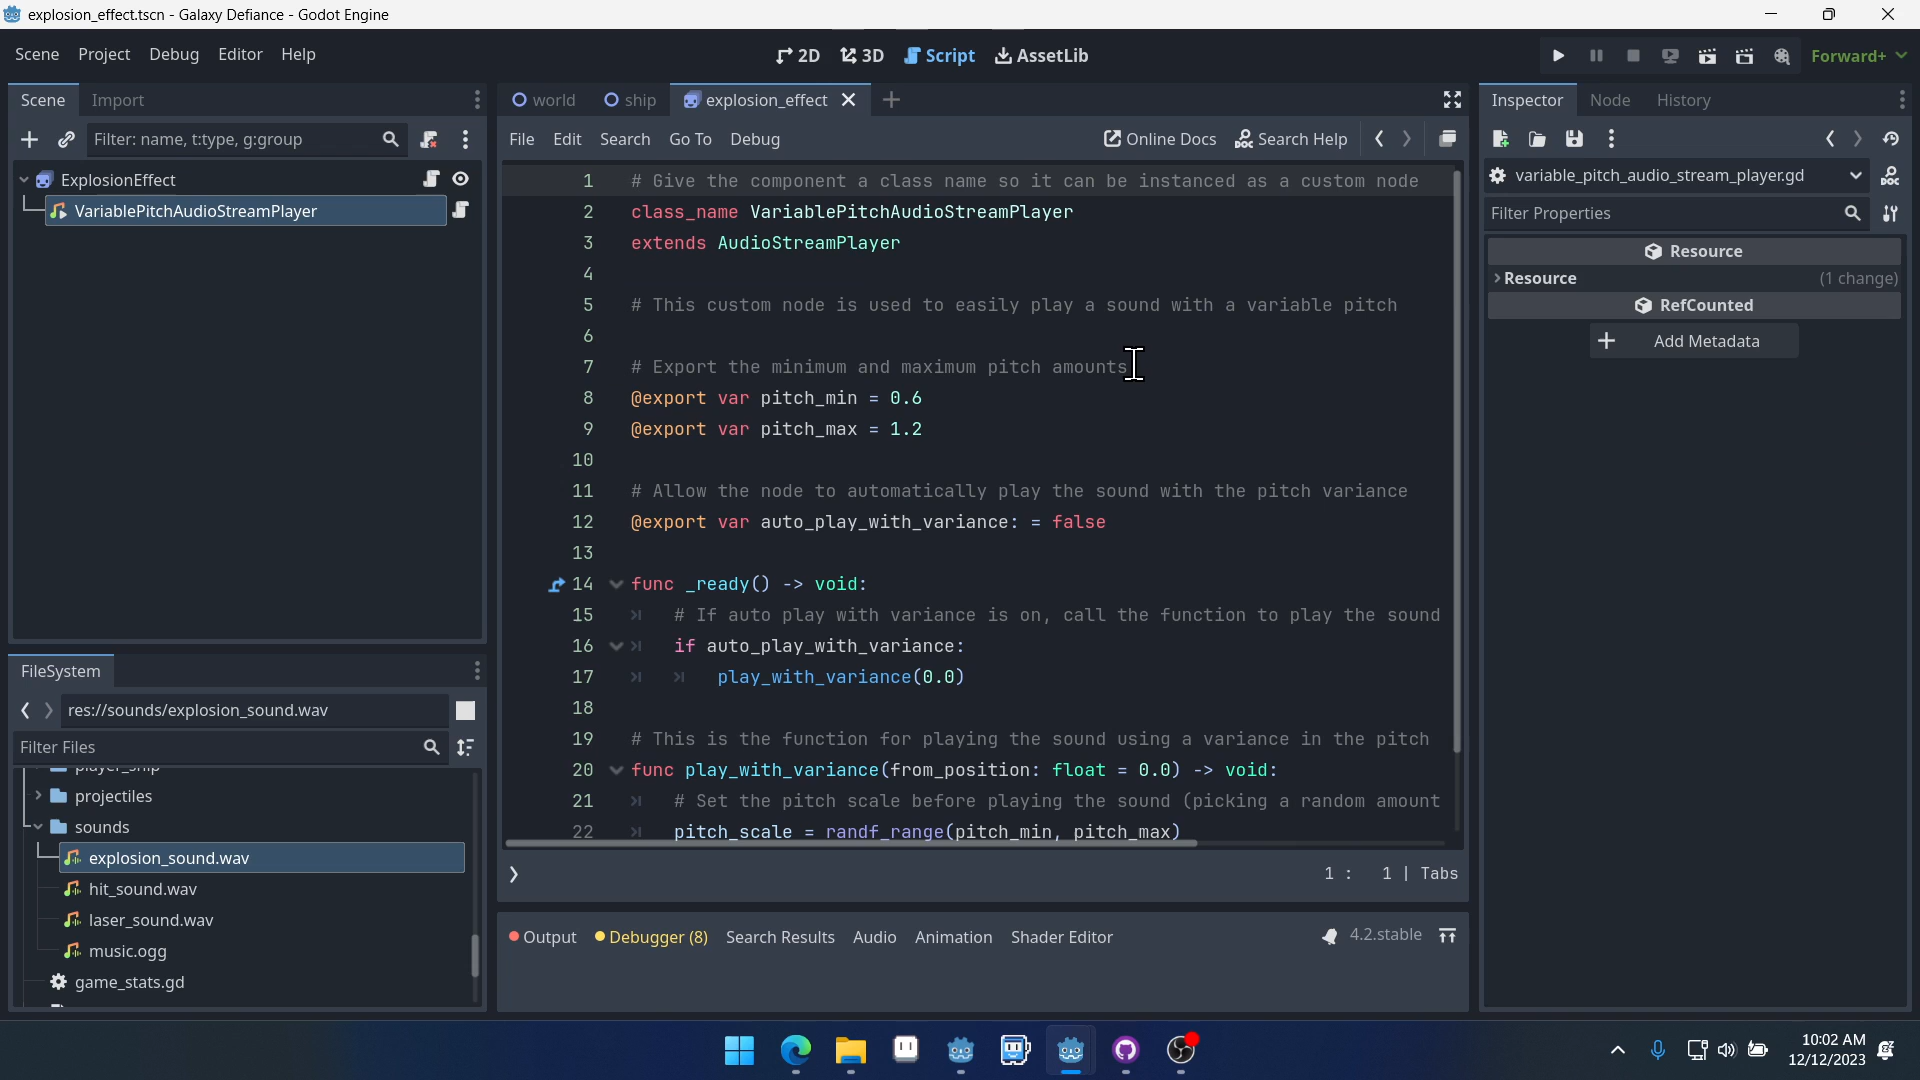 explosion_effect.tscn - Galaxy Defiance - Godot Engine
Scene Project Debug Editor Help
2D 3D Script AssetLib
Forward+
Scene Import
world ship explosion_effect
Inspector Node History
Filter: name, t:type, g:group
File Edit Search Go To Debug
Online Docs Search Help
ExplosionEffect
VariablePitchAudioStreamPlayer
variable_pitch_audio_stream_player.gd
Filter Properties
Resource
Resource (1 change)
RefCounted
Add Metadata
1 # Give the component a class name so it can be instanced as a custom node
2 class_name VariablePitchAudioStreamPlayer
3 extends AudioStreamPlayer
4
5 # This custom node is used to easily play a sound with a variable pitch
6
7 # Export the minimum and maximum pitch amounts
8 @export var pitch_min = 0.6
9 @export var pitch_max = 1.2
10
11 # Allow the node to automatically play the sound with the pitch variance
12 @export var auto_play_with_variance: = false
13
14 func _ready() -> void:
15 # If auto play with variance is on, call the function to play the sound
16 if auto_play_with_variance:
17 play_with_variance(0.0)
18
19 # This is the function for playing the sound using a variance in the pitch
20 func play_with_variance(from_position: float = 0.0) -> void:
21 # Set the pitch scale before playing the sound (picking a random amount
22 pitch_scale = randf_range(pitch_min, pitch_max)
1 : 1 | Tabs
FileSystem
res://sounds/explosion_sound.wav
Filter Files
player_ship
projectiles
sounds
explosion_sound.wav
hit_sound.wav
laser_sound.wav
music.ogg
game_stats.gd
Output Debugger (8) Search Results Audio Animation Shader Editor
4.2.stable
10:02 AM
12/12/2023